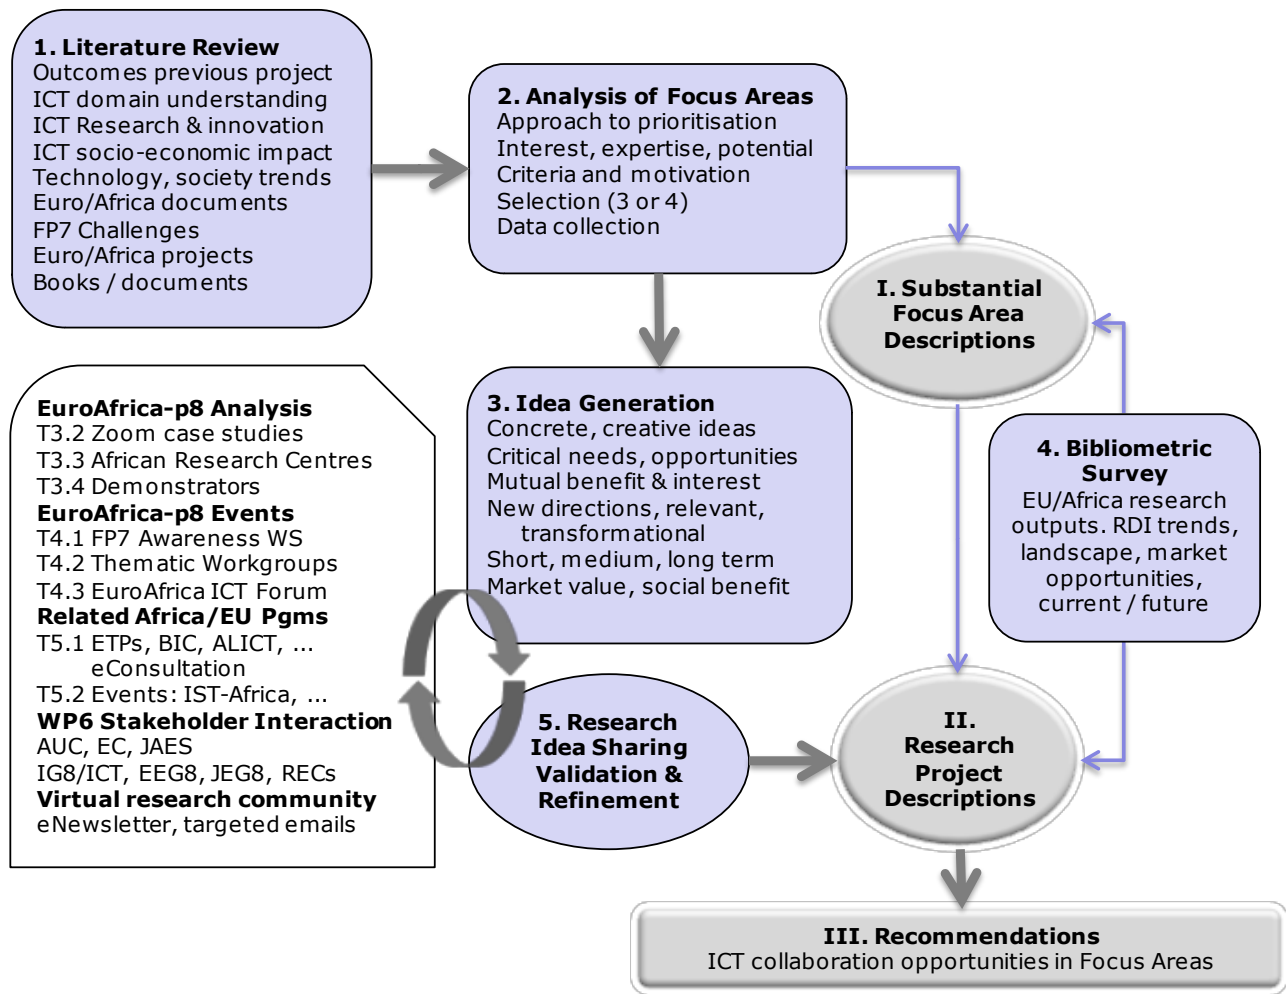 1. Literature Review
Outcomes previous project
ICT domain understanding
ICT Research & innovation
ICT socio-economic impact
Technology, society trends
Euro/Africa documents
FP7 Challenges
Euro/Africa projects
Books / documents
2. Analysis of Focus Areas
Approach to prioritisation
Interest, expertise, potential
Criteria and motivation
Selection (3 or 4)
Data collection
I. Substantial
Focus Area
Descriptions
EuroAfrica-p8 Analysis
T3.2 Zoom case studies
T3.3 African Research Centres
T3.4 Demonstrators
EuroAfrica-p8 Events
T4.1 FP7 Awareness WS
T4.2 Thematic Workgroups
T4.3 EuroAfrica ICT Forum
Related Africa/EU Pgms
T5.1 ETPs, BIC, ALICT, ...
eConsultation
T5.2 Events: IST-Africa, ...
WP6 Stakeholder Interaction
AUC, EC, JAES
IG8/ICT, EEG8, JEG8, RECs
Virtual research community
eNewsletter, targeted emails
3. Idea Generation
Concrete, creative ideas
Critical needs, opportunities
Mutual benefit & interest
New directions, relevant,
transformational
Short, medium, long term
Market value, social benefit
4. Bibliometric
Survey
EU/Africa research
outputs. RDI trends,
landscape, market
opportunities,
current / future
5. Research
Idea Sharing
Validation &
Refinement
II.
Research
Project
Descriptions
III. Recommendations
ICT collaboration opportunities in Focus Areas